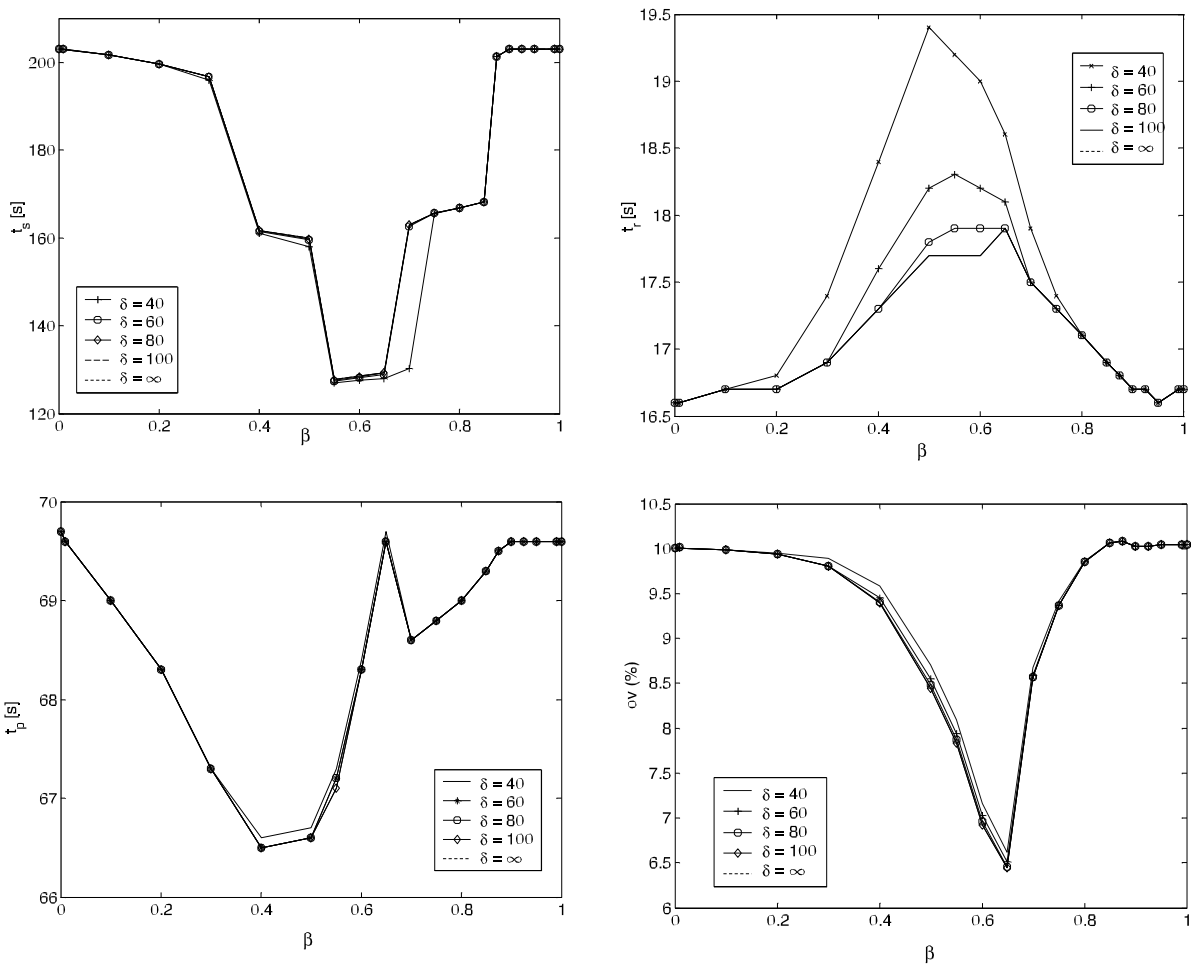 200
180
160
140
120
t_s [s]
δ = 40
δ = 60
δ = 80
δ = 100
δ = ∞
0 0.2 0.4 0.6 0.8 1
β
19.5
19
18.5
18
17.5
17
16.5
t_r [s]
δ = 40
δ = 60
δ = 80
δ = 100
δ = ∞
0 0.2 0.4 0.6 0.8 1
β
70
69
68
67
66
t_p [s]
δ = 40
δ = 60
δ = 80
δ = 100
δ = ∞
0 0.2 0.4 0.6 0.8 1
β
10.5
10
9.5
9
8.5
8
7.5
7
6.5
6
ov (%)
δ = 40
δ = 60
δ = 80
δ = 100
δ = ∞
0 0.2 0.4 0.6 0.8 1
β